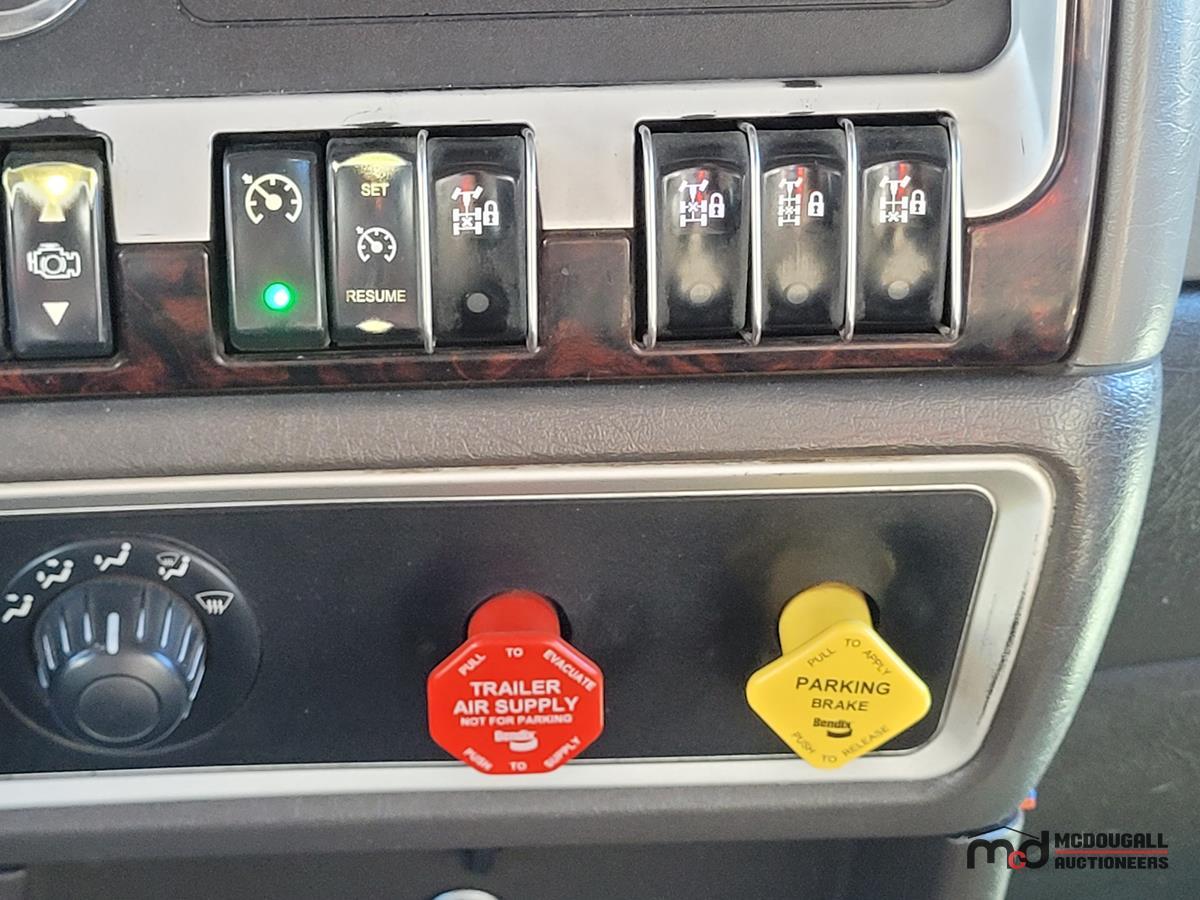 SET
RESUME
PULL TO EVACUATE
TRAILER
AIR SUPPLY
NOT FOR PARKING
Bendix
PUSH TO SUPPLY
PULL TO APPLY
PARKING
BRAKE
Bendix
PUSH TO RELEASE
mcd MCDOUGALL
AUCTIONEERS